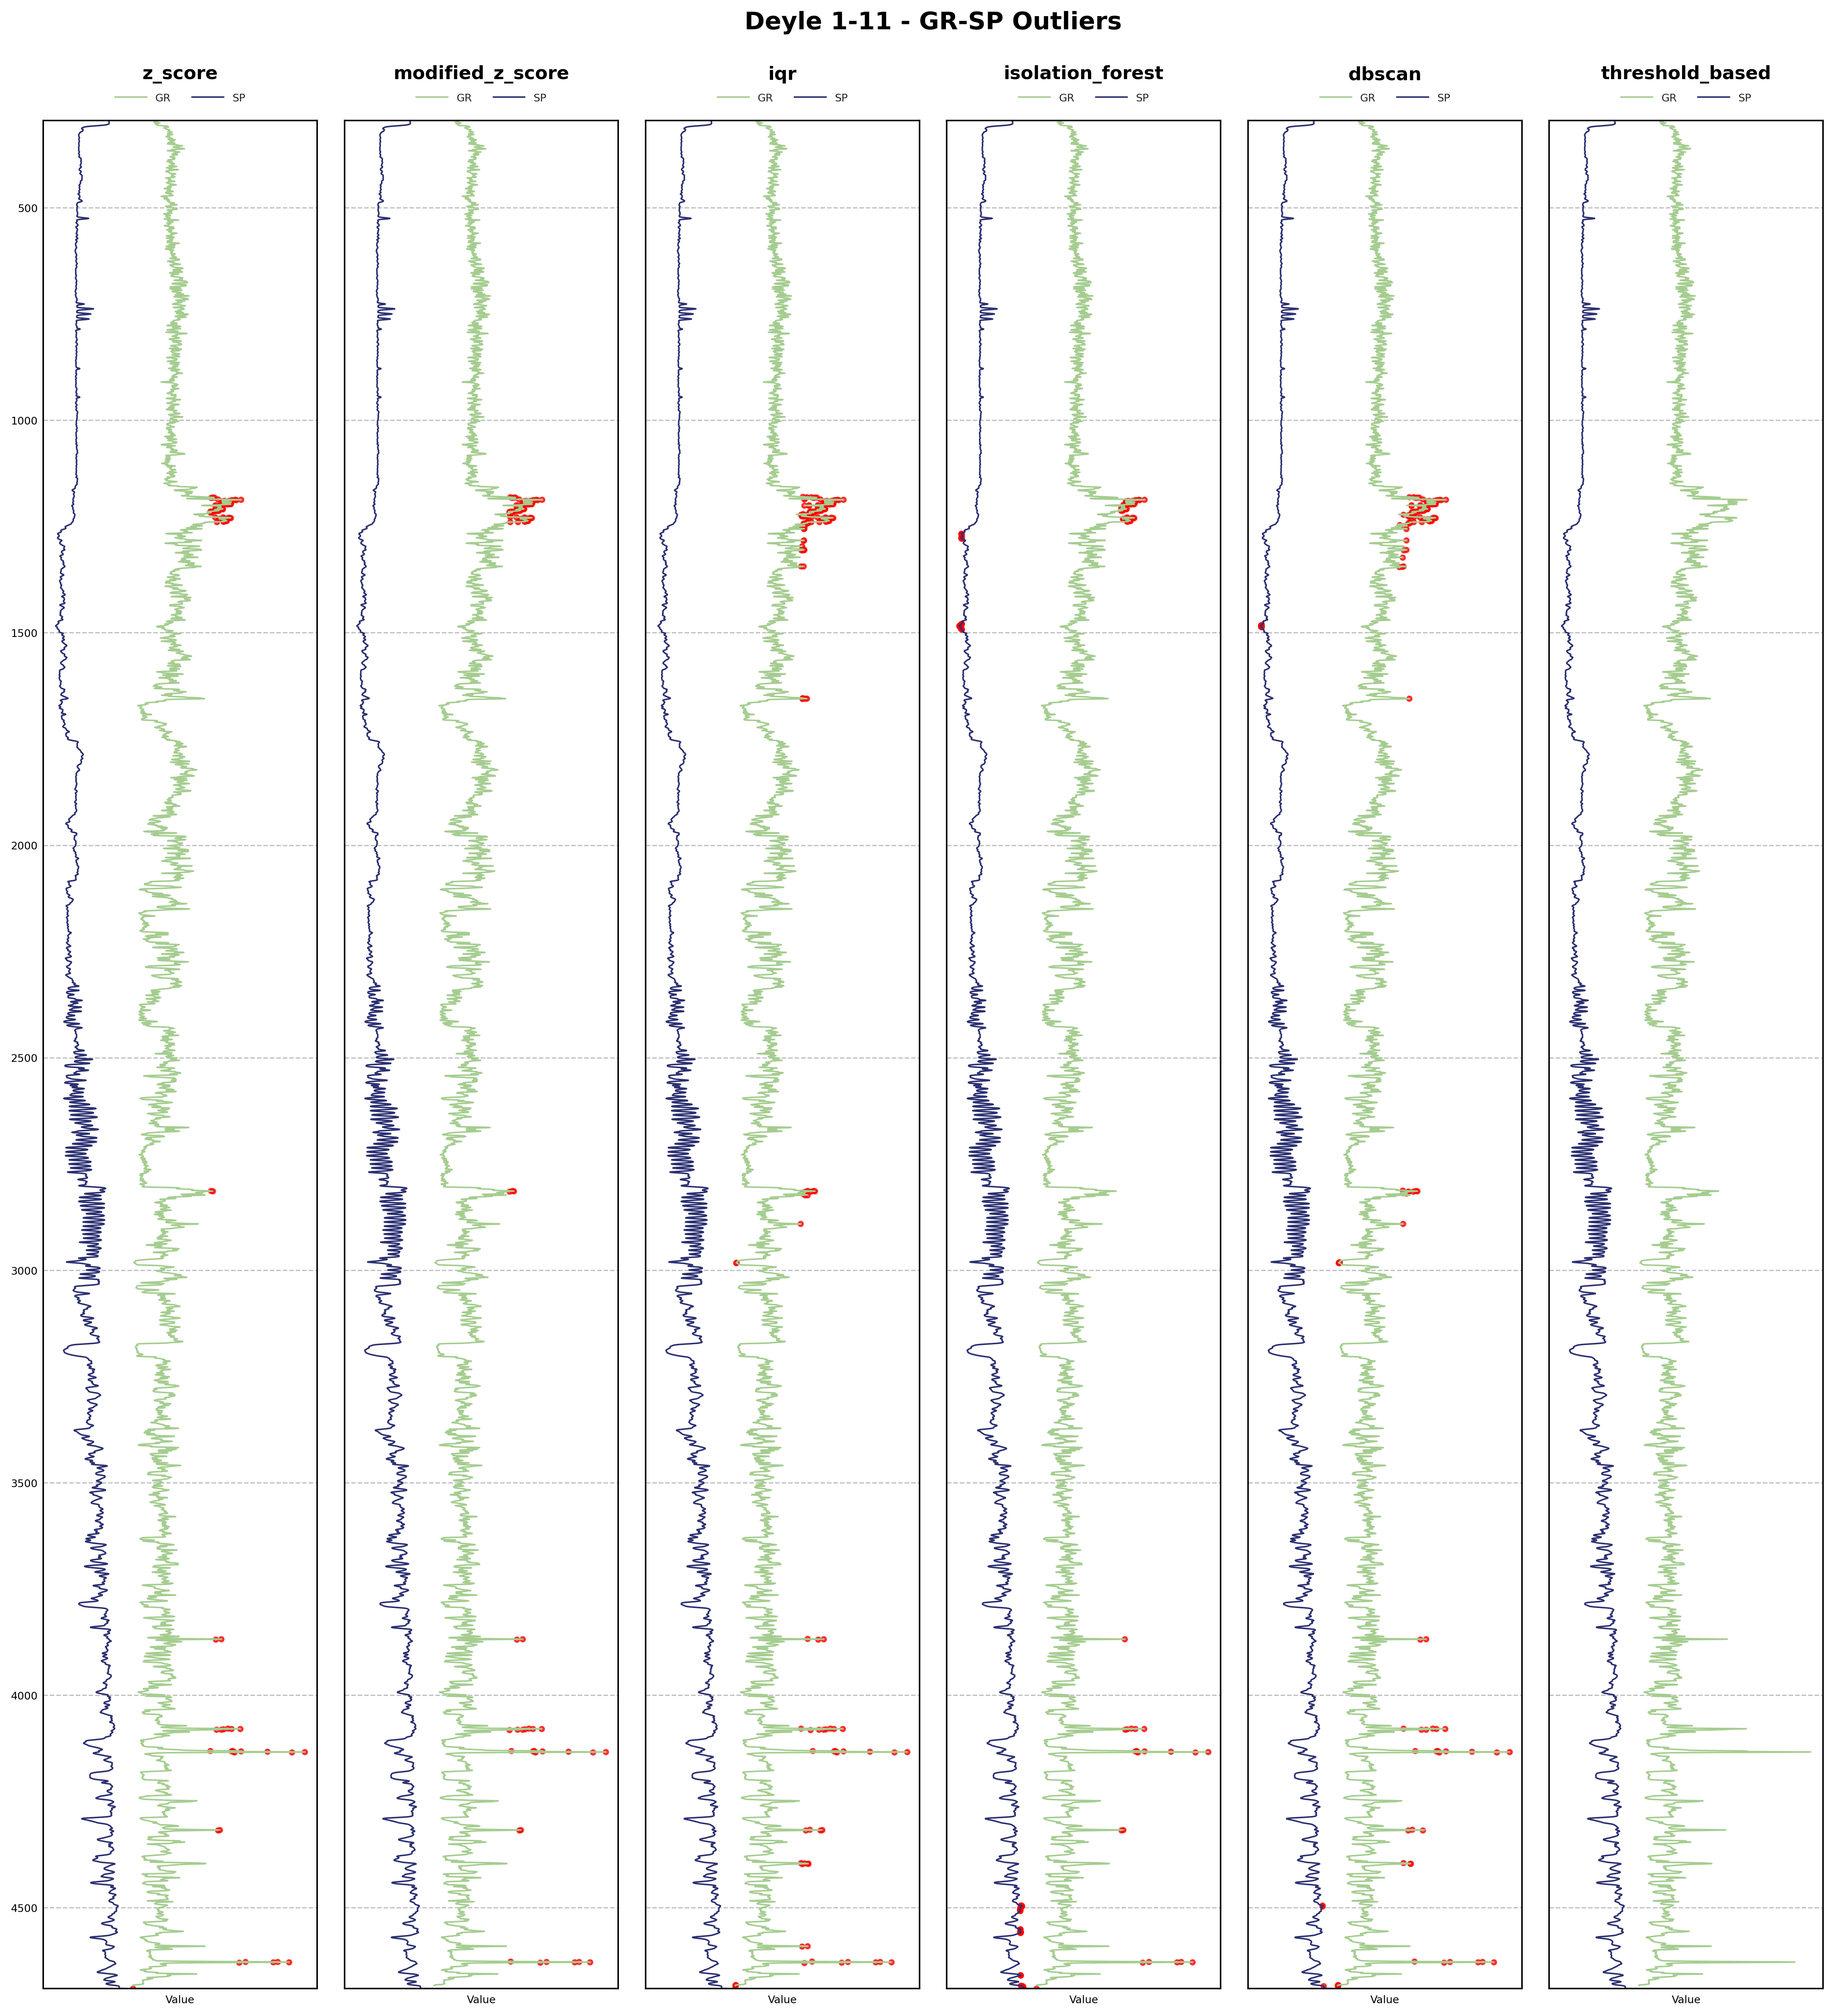 Deyle 1-11 - GR-SP Outliers
z_score modified_z_score iqr isolation_forest dbscan threshold_based
GR SP GR SP GR SP GR SP GR SP GR SP
500
1000
1500
2000
2500
3000
3500
4000
4500
Value Value Value Value Value Value